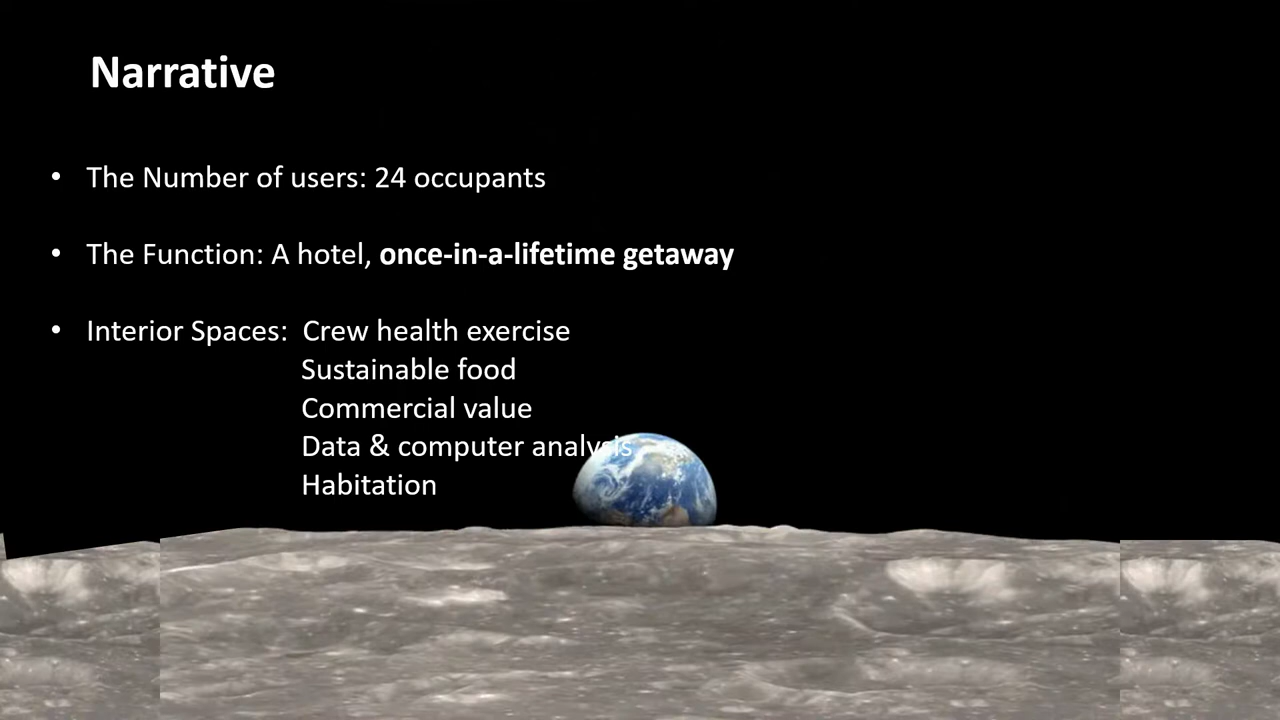 Narrative
• The Number of users: 24 occupants
• The Function: A hotel, once-in-a-lifetime getaway
• Interior Spaces: Crew health exercise
Sustainable food
Commercial value
Data & computer analysis
Habitation